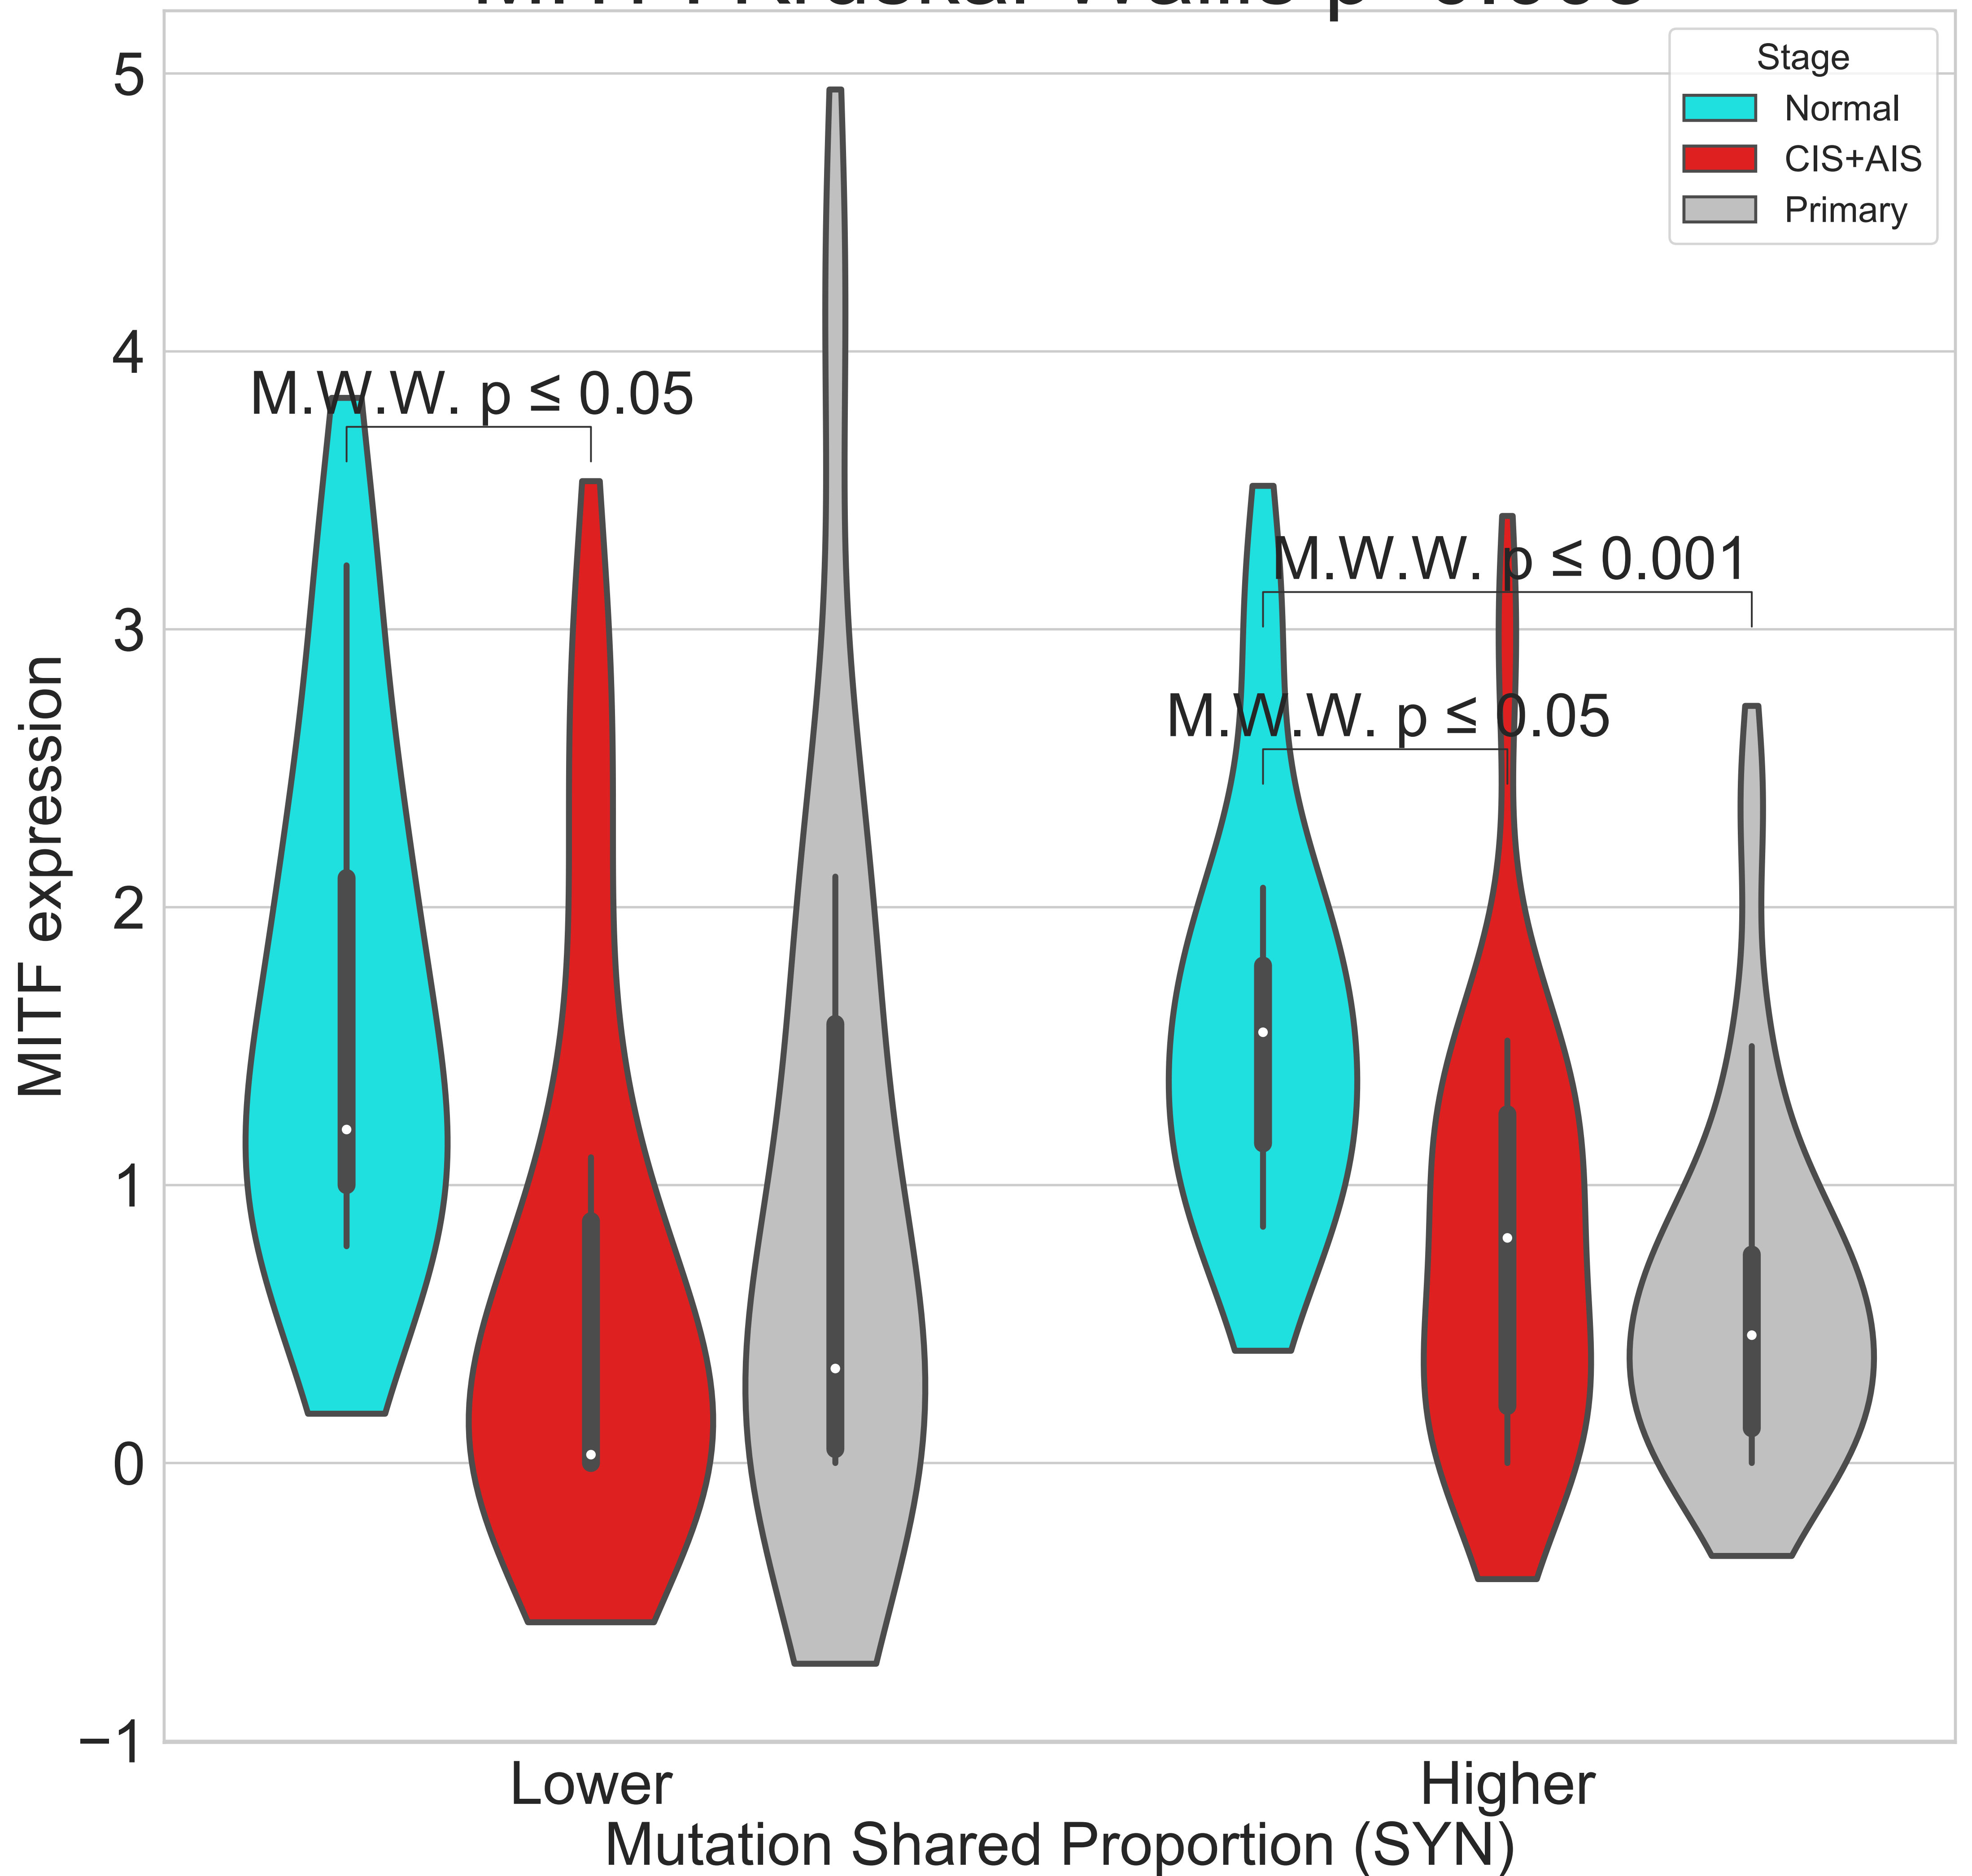 Stage
Normal
CIS+AIS
Primary
5
4
3
2
1
0
−1
MITF expression
M.W.W. p ≤ 0.05
M.W.W. p ≤ 0.001
M.W.W. p ≤ 0.05
Lower
Higher
Mutation Shared Proportion (SYN)